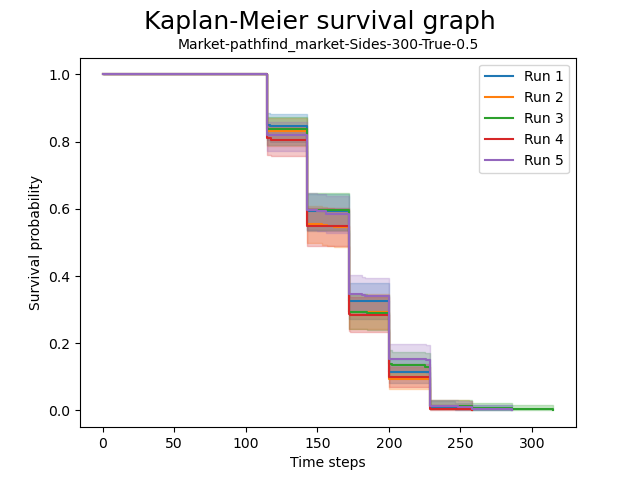 Kaplan-Meier survival graph
Market-pathfind_market-Sides-300-True-0.5
Survival probability
1.0
0.8
0.6
0.4
0.2
0.0
Run 1
Run 2
Run 3
Run 4
Run 5
0 50 100 150 200 250 300
Time steps